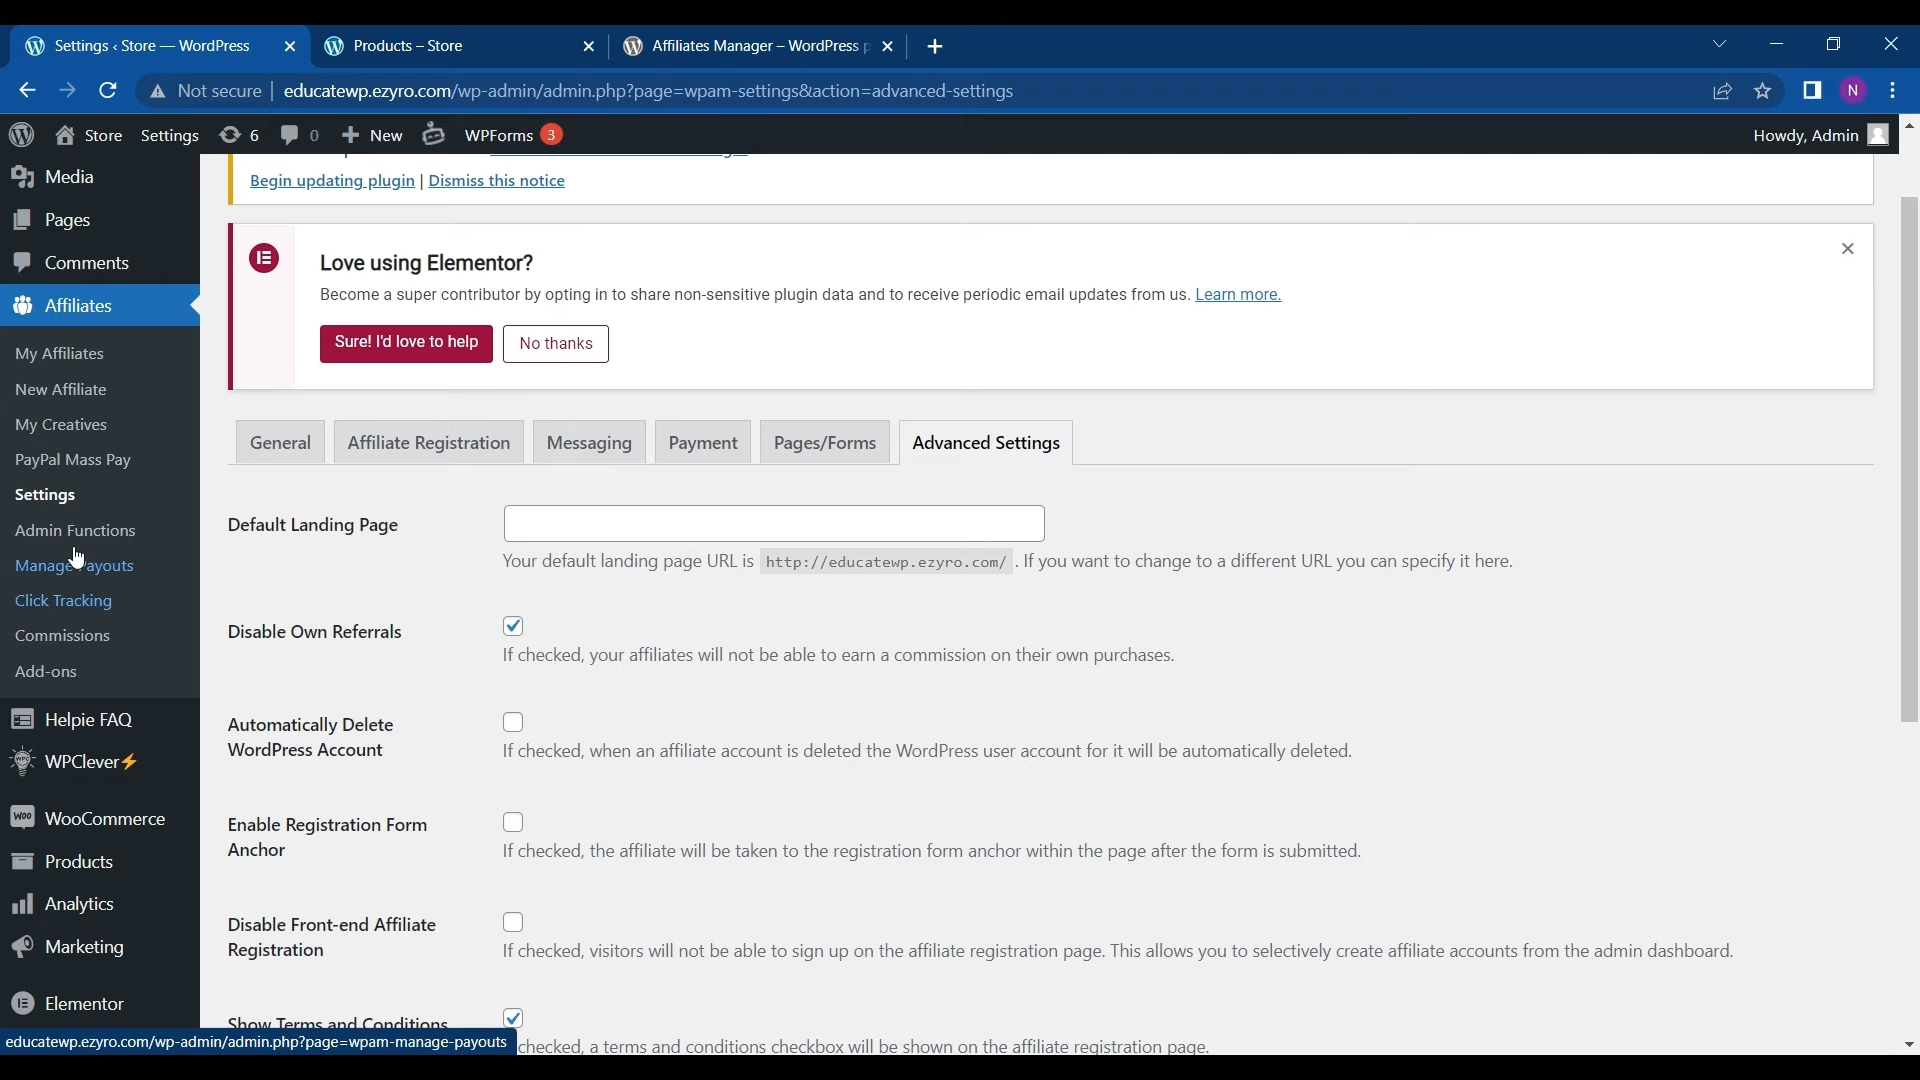 Settings ‹ Store — WordPress
Products – Store
Affiliates Manager – WordPress p
Not secure
educatewp.ezyro.com/wp-admin/admin.php?page=wpam-settings&action=advanced-settings
N
Store
Settings
6
0
New
WPForms 3
Howdy, Admin
Media
Pages
Comments
Affiliates
My Affiliates
New Affiliate
My Creatives
PayPal Mass Pay
Settings
Admin Functions
Manage Payouts
Click Tracking
Commissions
Add-ons
Helpie FAQ
WPClever⚡
WooCommerce
Products
Analytics
Marketing
Elementor
educatewp.ezyro.com/wp-admin/admin.php?page=wpam-manage-payouts
Begin updating plugin | Dismiss this notice
Love using Elementor?
Become a super contributor by opting in to share non-sensitive plugin data and to receive periodic email updates from us. Learn more.
Sure! I'd love to help
No thanks
General
Affiliate Registration
Messaging
Payment
Pages/Forms
Advanced Settings
Default Landing Page
Your default landing page URL is http://educatewp.ezyro.com/ . If you want to change to a different URL you can specify it here.
Disable Own Referrals
If checked, your affiliates will not be able to earn a commission on their own purchases.
Automatically Delete
WordPress Account
If checked, when an affiliate account is deleted the WordPress user account for it will be automatically deleted.
Enable Registration Form
Anchor
If checked, the affiliate will be taken to the registration form anchor within the page after the form is submitted.
Disable Front-end Affiliate
Registration
If checked, visitors will not be able to sign up on the affiliate registration page. This allows you to selectively create affiliate accounts from the admin dashboard.
Show Terms and Conditions
checked, a terms and conditions checkbox will be shown on the affiliate registration page.